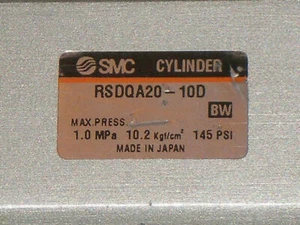 SMC CYLINDER
RSDQA20-10D
BW
MAX.PRESS.
1.0 MPa 10.2 Kgf/cm² 145 PSI
MADE IN JAPAN